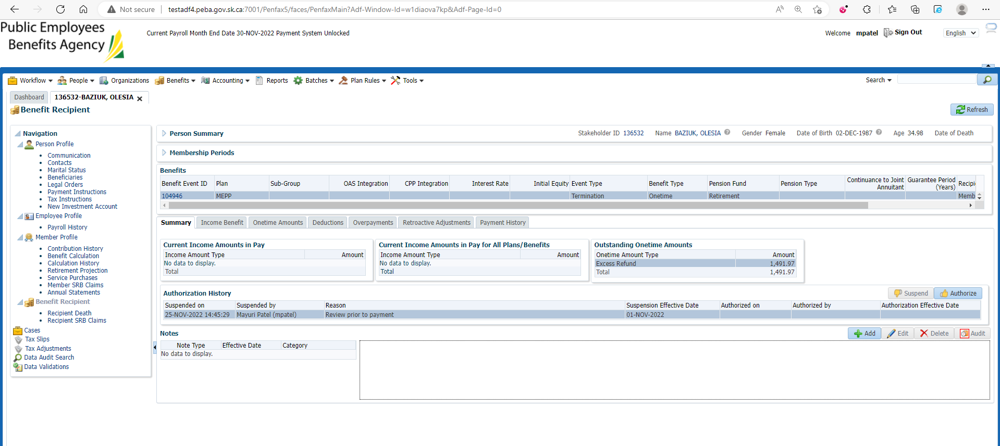 Not secure testadf4.peba.gov.sk.ca:7001/Penfax5/faces/PenfaxMain?Adf-Window-Id=w1diaova7kp&Adf-Page-Id=0
Public Employees
Benefits Agency
Current Payroll Month End Date 30-NOV-2022 Payment System Unlocked
Welcome mpatel Sign Out English
Workflow People Organizations Benefits Accounting Reports Batches Plan Rules Tools Search
Dashboard 136532-BAZIUK, OLESIA
Benefit Recipient Refresh
Navigation
Person Profile
Communication
Contacts
Marital Status
Beneficiaries
Legal Orders
Payment Instructions
Tax Instructions
New Investment Account
Employee Profile
Payroll History
Member Profile
Contribution History
Benefit Calculation
Calculation History
Retirement Projection
Service Purchases
Member SRB Claims
Annual Statements
Benefit Recipient
Recipient Death
Recipient SRB Claims
Cases
Tax Slips
Tax Adjustments
Data Audit Search
Data Validations
Person Summary Stakeholder ID 136532 Name BAZIUK, OLESIA Gender Female Date of Birth 02-DEC-1987 Age 34.98 Date of Death
Membership Periods
Benefits
Benefit Event ID Plan Sub-Group OAS Integration CPP Integration Interest Rate Initial Equity Event Type Benefit Type Pension Fund Pension Type Continuance to Joint Annuitant Guarantee Period (Years) Recipi
104946 MEPP Termination Onetime Retirement Memb
Summary Income Benefit Onetime Amounts Deductions Overpayments Retroactive Adjustments Payment History
Current Income Amounts in Pay
Income Amount Type Amount
No data to display.
Total
Current Income Amounts in Pay for All Plans/Benefits
Income Amount Type Amount
No data to display.
Total
Outstanding Onetime Amounts
Onetime Amount Type Amount
Excess Refund 1,491.97
Total 1,491.97
Authorization History Suspend Authorize
Suspended on Suspended by Reason Suspension Effective Date Authorized on Authorized by Authorization Effective Date
25-NOV-2022 14:45:29 Mayuri Patel (mpatel) Review prior to payment 01-NOV-2022
Notes Add Edit Delete Audit
Note Type Effective Date Category
No data to display.